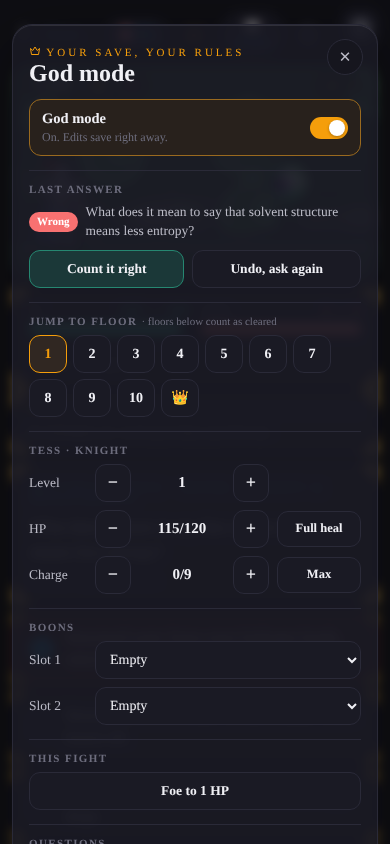 YOUR SAVE, YOUR RULES
God mode
God mode
On. Edits save right away.
LAST ANSWER
Wrong
What does it mean to say that solvent structure
means less entropy?
Count it right
Undo, ask again
JUMP TO FLOOR · floors below count as cleared
1 2 3 4 5 6 7
8 9 10
TESS · KNIGHT
Level − 1 +
HP − 115/120 + Full heal
Charge − 0/9 + Max
BOONS
Slot 1 Empty
Slot 2 Empty
THIS FIGHT
Foe to 1 HP
QUESTIONS